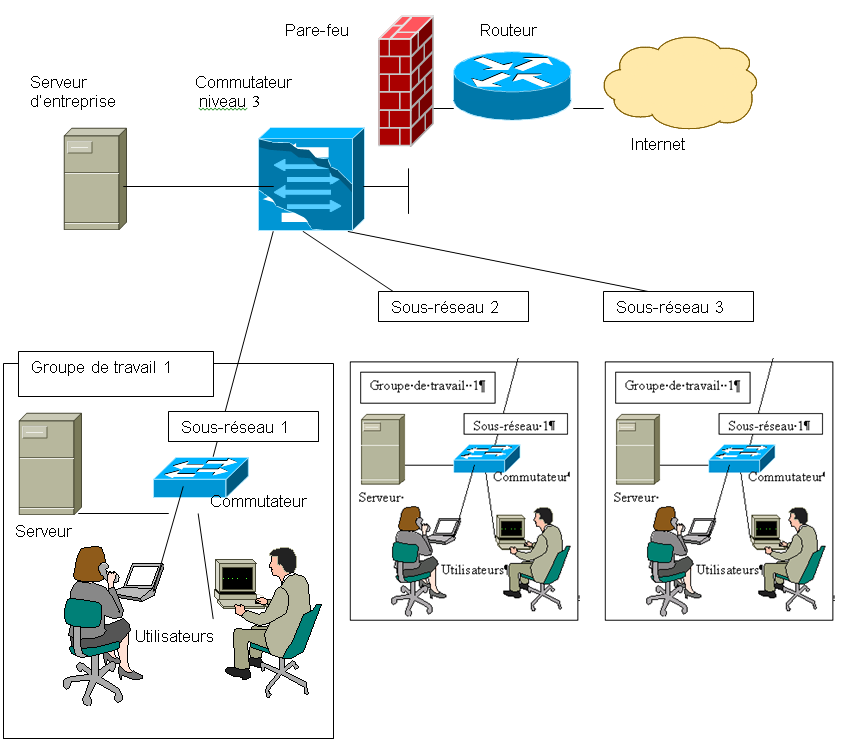 Pare-feu
Routeur
Serveur
d'entreprise
Commutateur
niveau 3
Internet
Sous-réseau 2
Sous-réseau 3
Groupe de travail 1
Sous-réseau 1
Commutateur
Serveur
Utilisateurs
Groupe·de·travail··1¶
Sous-réseau·1¶
Commutateur
Serveur·
Utilisateurs¶
Groupe·de·travail··1¶
Sous-réseau·1¶
Commutateur
Serveur·
Utilisateurs¶